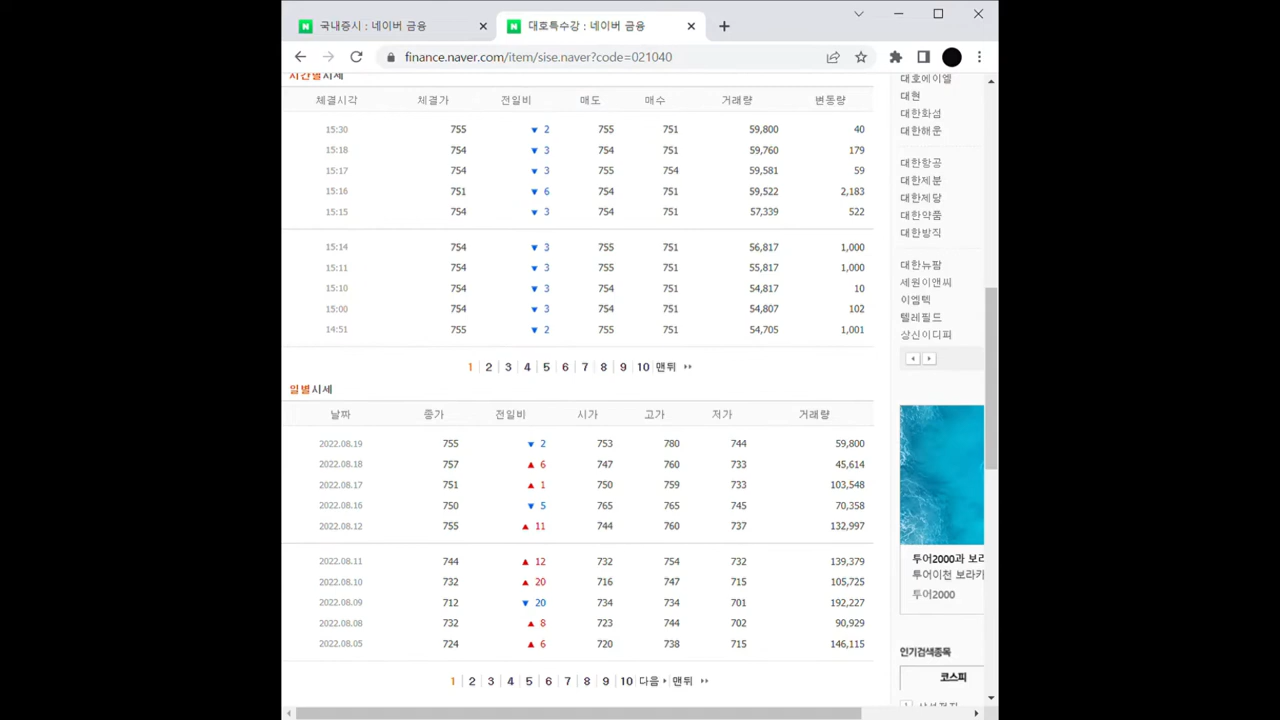 국내증시 : 네이버 금융
대호특수강 : 네이버 금융
finance.naver.com/item/sise.naver?code=021040
시간별시세
체결시각 체결가 전일비 매도 매수 거래량 변동량
15:30 755 ▼ 2 755 751 59,800 40
15:18 754 ▼ 3 755 751 59,760 179
15:17 754 ▼ 3 755 754 59,581 59
15:16 751 ▼ 6 754 751 59,522 2,183
15:15 754 ▼ 3 754 751 57,339 522
15:14 754 ▼ 3 755 751 56,817 1,000
15:11 754 ▼ 3 755 751 55,817 1,000
15:10 754 ▼ 3 754 751 54,817 10
15:00 754 ▼ 3 754 751 54,807 102
14:51 755 ▼ 2 755 751 54,705 1,001
1 2 3 4 5 6 7 8 9 10 맨뒤
일별시세
날짜 종가 전일비 시가 고가 저가 거래량
2022.08.19 755 ▼ 2 753 780 744 59,800
2022.08.18 757 ▲ 6 747 760 733 45,614
2022.08.17 751 ▲ 1 750 759 733 103,548
2022.08.16 750 ▼ 5 765 765 745 70,358
2022.08.12 755 ▲ 11 744 760 737 132,997
2022.08.11 744 ▲ 12 732 754 732 139,379
2022.08.10 732 ▲ 20 716 747 715 105,725
2022.08.09 712 ▼ 20 734 734 701 192,227
2022.08.08 732 ▲ 8 723 744 702 90,929
2022.08.05 724 ▲ 6 720 738 715 146,115
1 2 3 4 5 6 7 8 9 10 다음 맨뒤
대호에이엘
대현
대한화섬
대한해운
대한항공
대한제분
대한제당
대한약품
대한방직
대한뉴팜
세원이앤씨
이엠텍
텔레필드
상신이디피
투어2000과 보라
투어이천 보라카
투어2000
인기검색종목
코스피
1